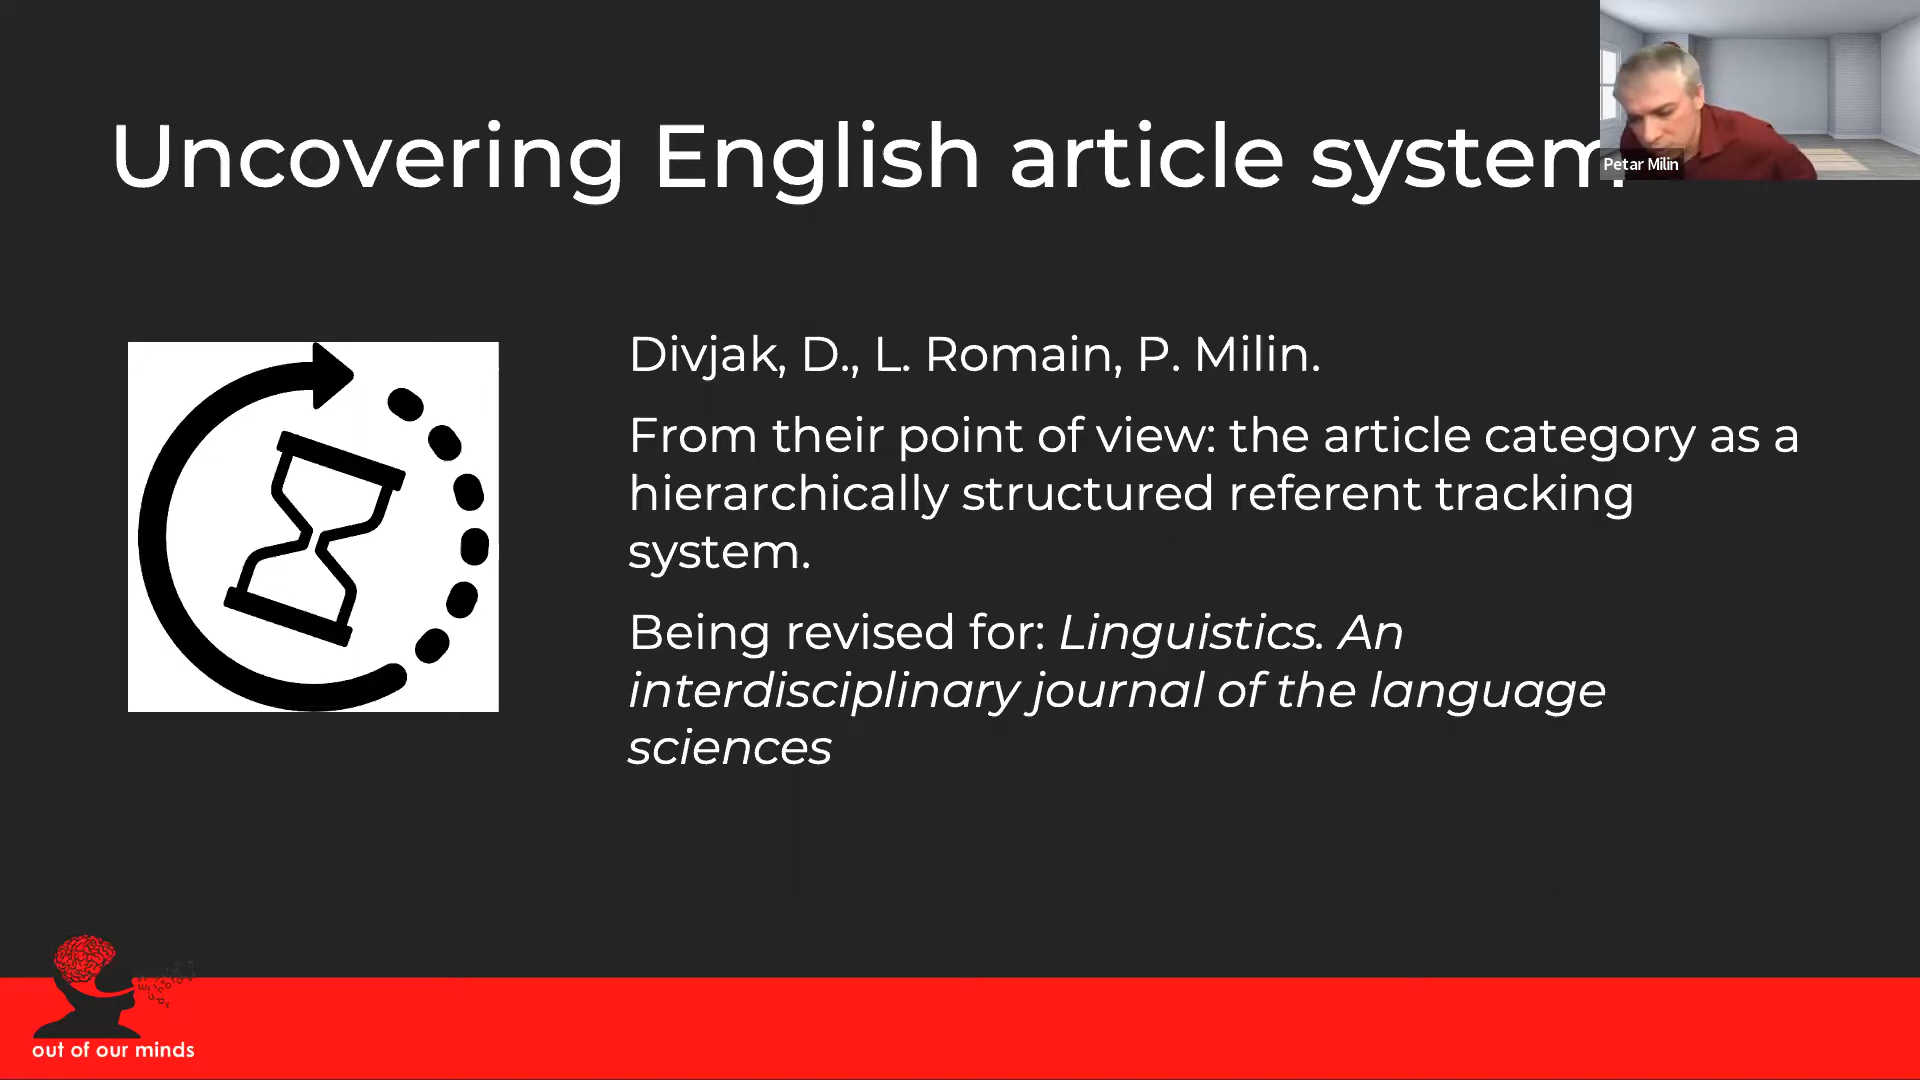 Uncovering English article system
Petar Milin
Divjak, D., L. Romain, P. Milin.
From their point of view: the article category as a
hierarchically structured referent tracking
system.
Being revised for: Linguistics. An
interdisciplinary journal of the language
sciences
out of our minds